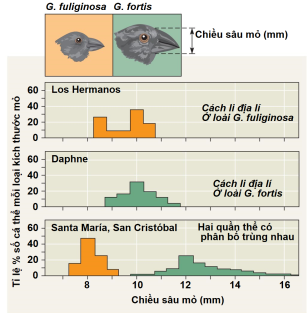 G. fuliginosa G. fortis
Chiều sâu mỏ (mm)
Tỉ lệ % số cá thể mỗi loại kích thước mỏ
Los Hermanos
Cách li địa lí
Ở loài G. fuliginosa
60
40
20
0
Daphne
Cách li địa lí
Ở loài G. fortis
60
40
20
0
Santa María, San Cristóbal
Hai quần thể có
phân bố trùng nhau
60
40
20
0
8 10 12 14 16
Chiều sâu mỏ (mm)